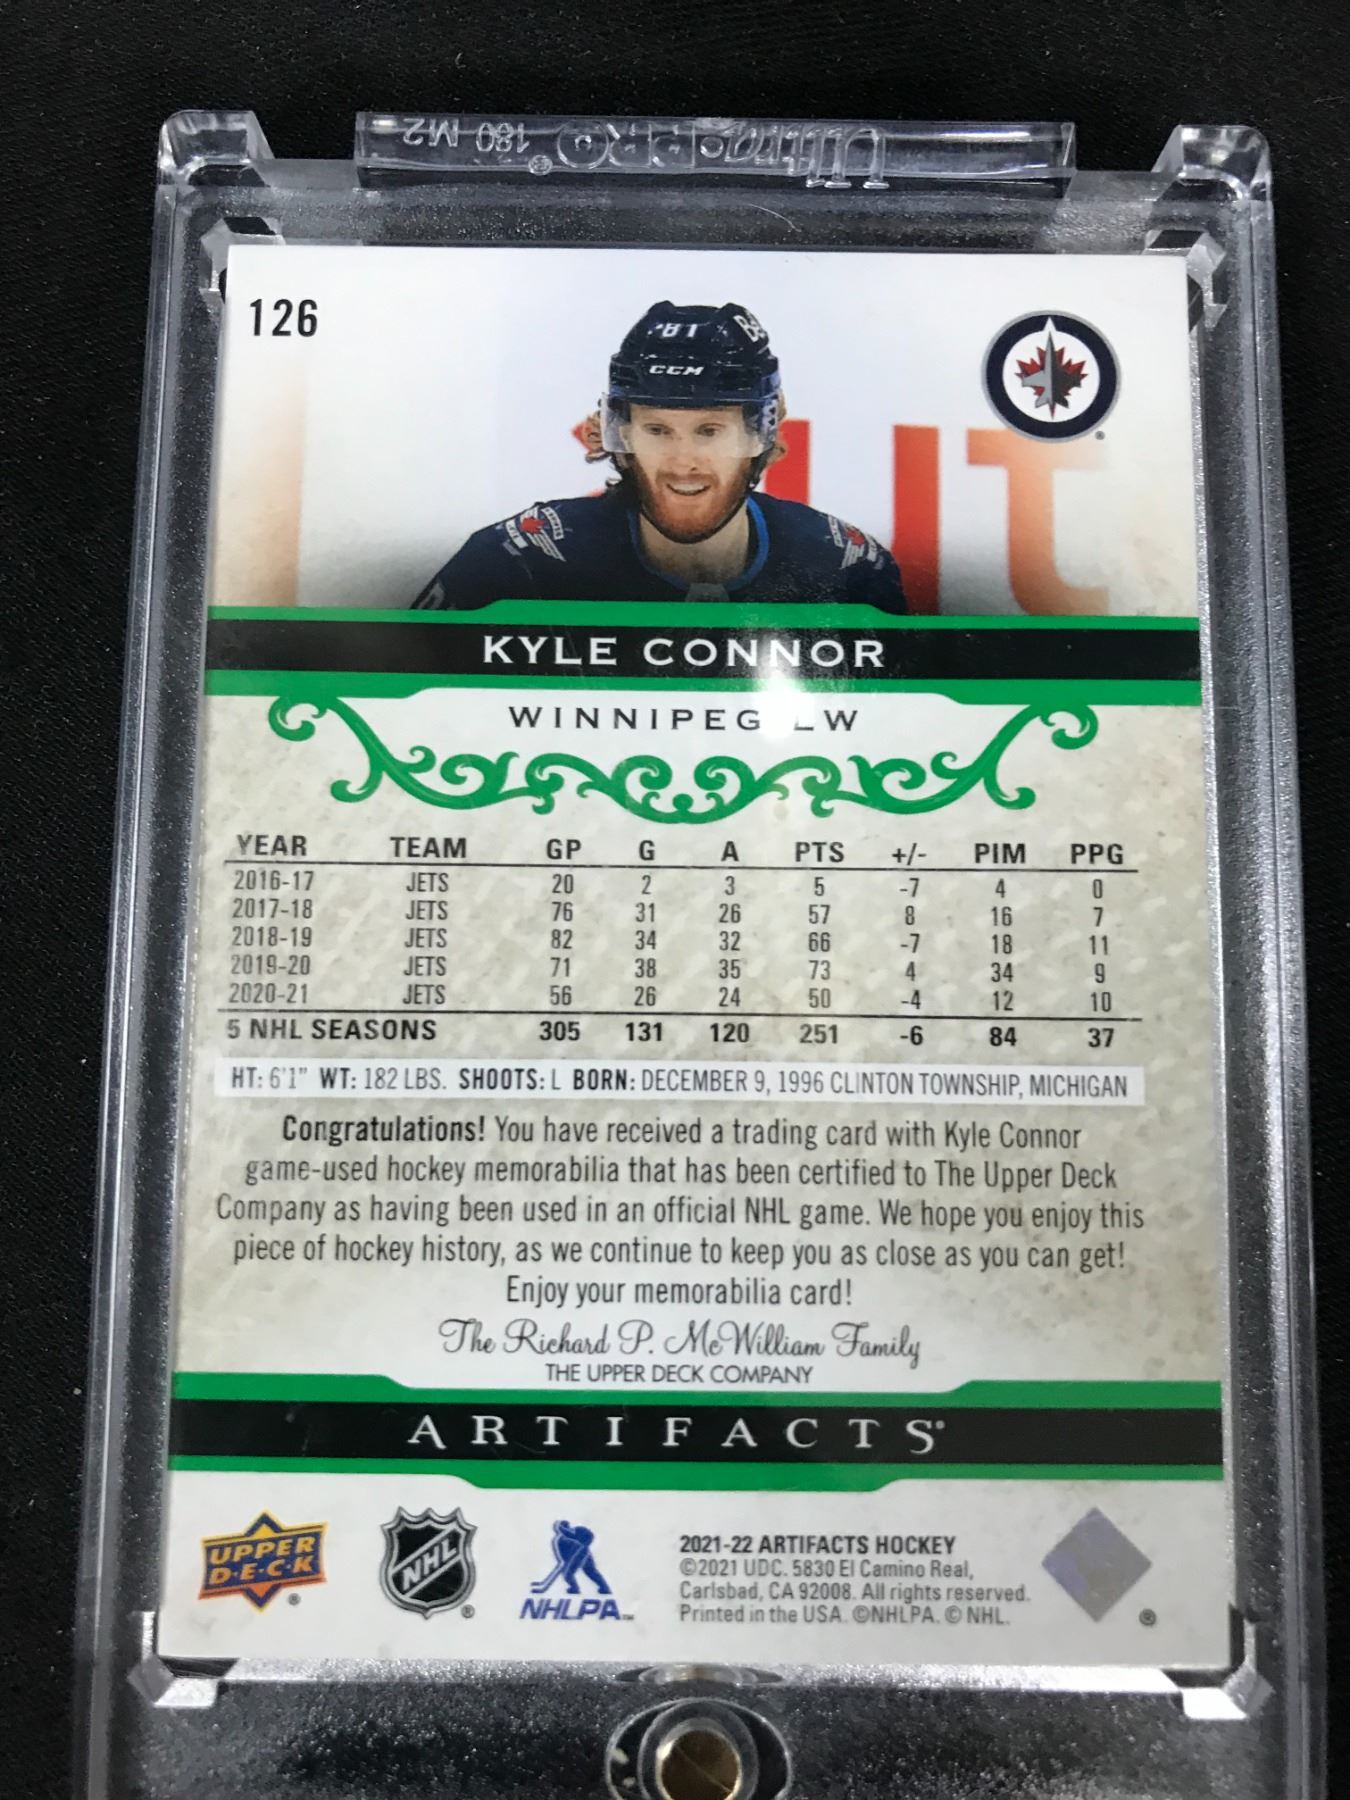 Ultra PRO® 180 M2
126
81 Bell
CCM
KYLE CONNOR
WINNIPEG LW
YEAR TEAM GP G A PTS +/- PIM PPG
2016-17 JETS 20 2 3 5 -7 4 0
2017-18 JETS 76 31 26 57 8 16 7
2018-19 JETS 82 34 32 66 -7 18 11
2019-20 JETS 71 38 35 73 4 34 9
2020-21 JETS 56 26 24 50 -4 12 10
5 NHL SEASONS 305 131 120 251 -6 84 37
HT: 6'1" WT: 182 LBS. SHOOTS: L BORN: DECEMBER 9, 1996 CLINTON TOWNSHIP, MICHIGAN
Congratulations! You have received a trading card with Kyle Connor
game-used hockey memorabilia that has been certified to The Upper Deck
Company as having been used in an official NHL game. We hope you enjoy this
piece of hockey history, as we continue to keep you as close as you can get!
Enjoy your memorabilia card!
The Richard P. McWilliam Family
THE UPPER DECK COMPANY
ARTIFACTS®
UPPER
D·E·C·K
®
NHL
®
NHLPA™
2021-22 ARTIFACTS HOCKEY
©2021 UDC. 5830 El Camino Real,
Carlsbad, CA 92008. All rights reserved.
Printed in the USA. ©NHLPA. © NHL.
®